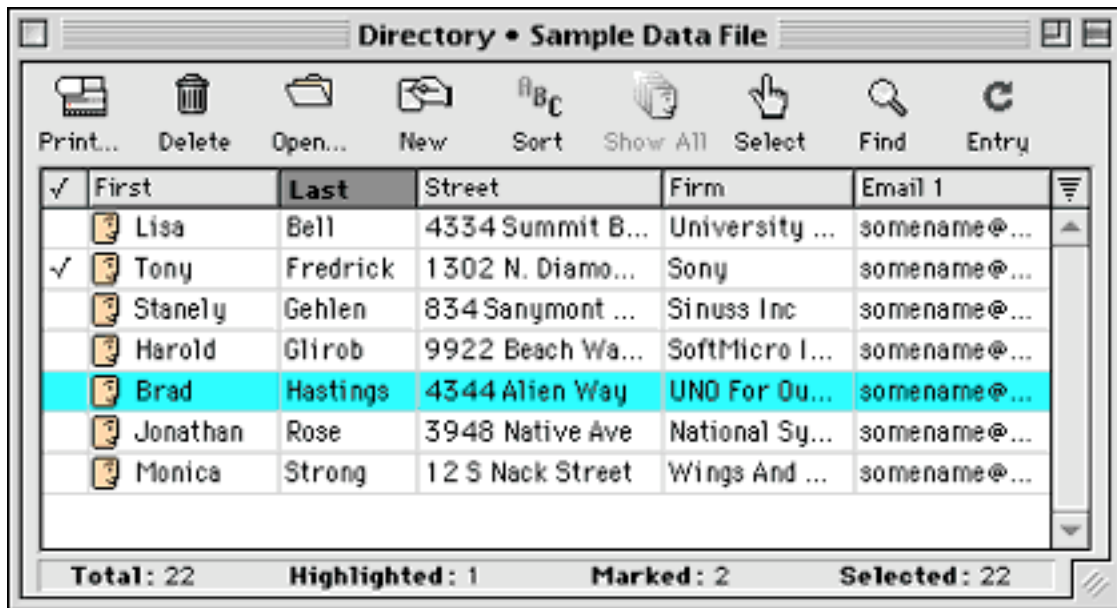 Directory • Sample Data File
Print... Delete Open... New Sort Show All Select Find Entry
√ First Last Street Firm Email 1
Lisa Bell 4334 Summit B... University ... somename@...
√ Tony Fredrick 1302 N. Diamo... Sony somename@...
Stanely Gehlen 834 Sanymont ... Sinuss Inc somename@...
Harold Glirob 9922 Beach Wa... SoftMicro I... somename@...
Brad Hastings 4344 Alien Way UNO For Ou... somename@...
Jonathan Rose 3948 Native Ave National Sy... somename@...
Monica Strong 12 S Nack Street Wings And ... somename@...
Total: 22 Highlighted: 1 Marked: 2 Selected: 22